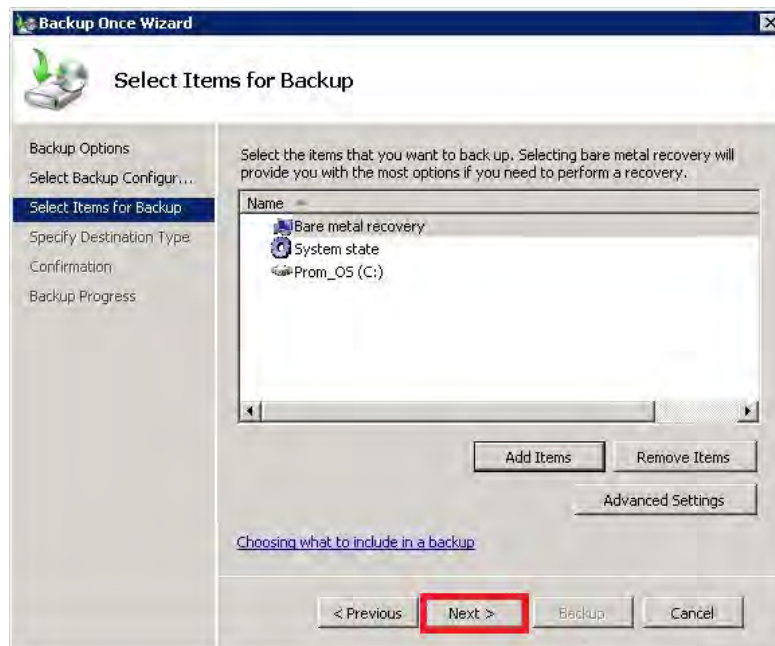 Backup Once Wizard
Select Items for Backup
Backup Options
Select Backup Configur...
Select Items for Backup
Specify Destination Type
Confirmation
Backup Progress
Select the items that you want to back up. Selecting bare metal recovery will
provide you with the most options if you need to perform a recovery.
Name
Bare metal recovery
System state
Prom_OS (C:)
Add Items
Remove Items
Advanced Settings
Choosing what to include in a backup
< Previous
Next >
Backup
Cancel